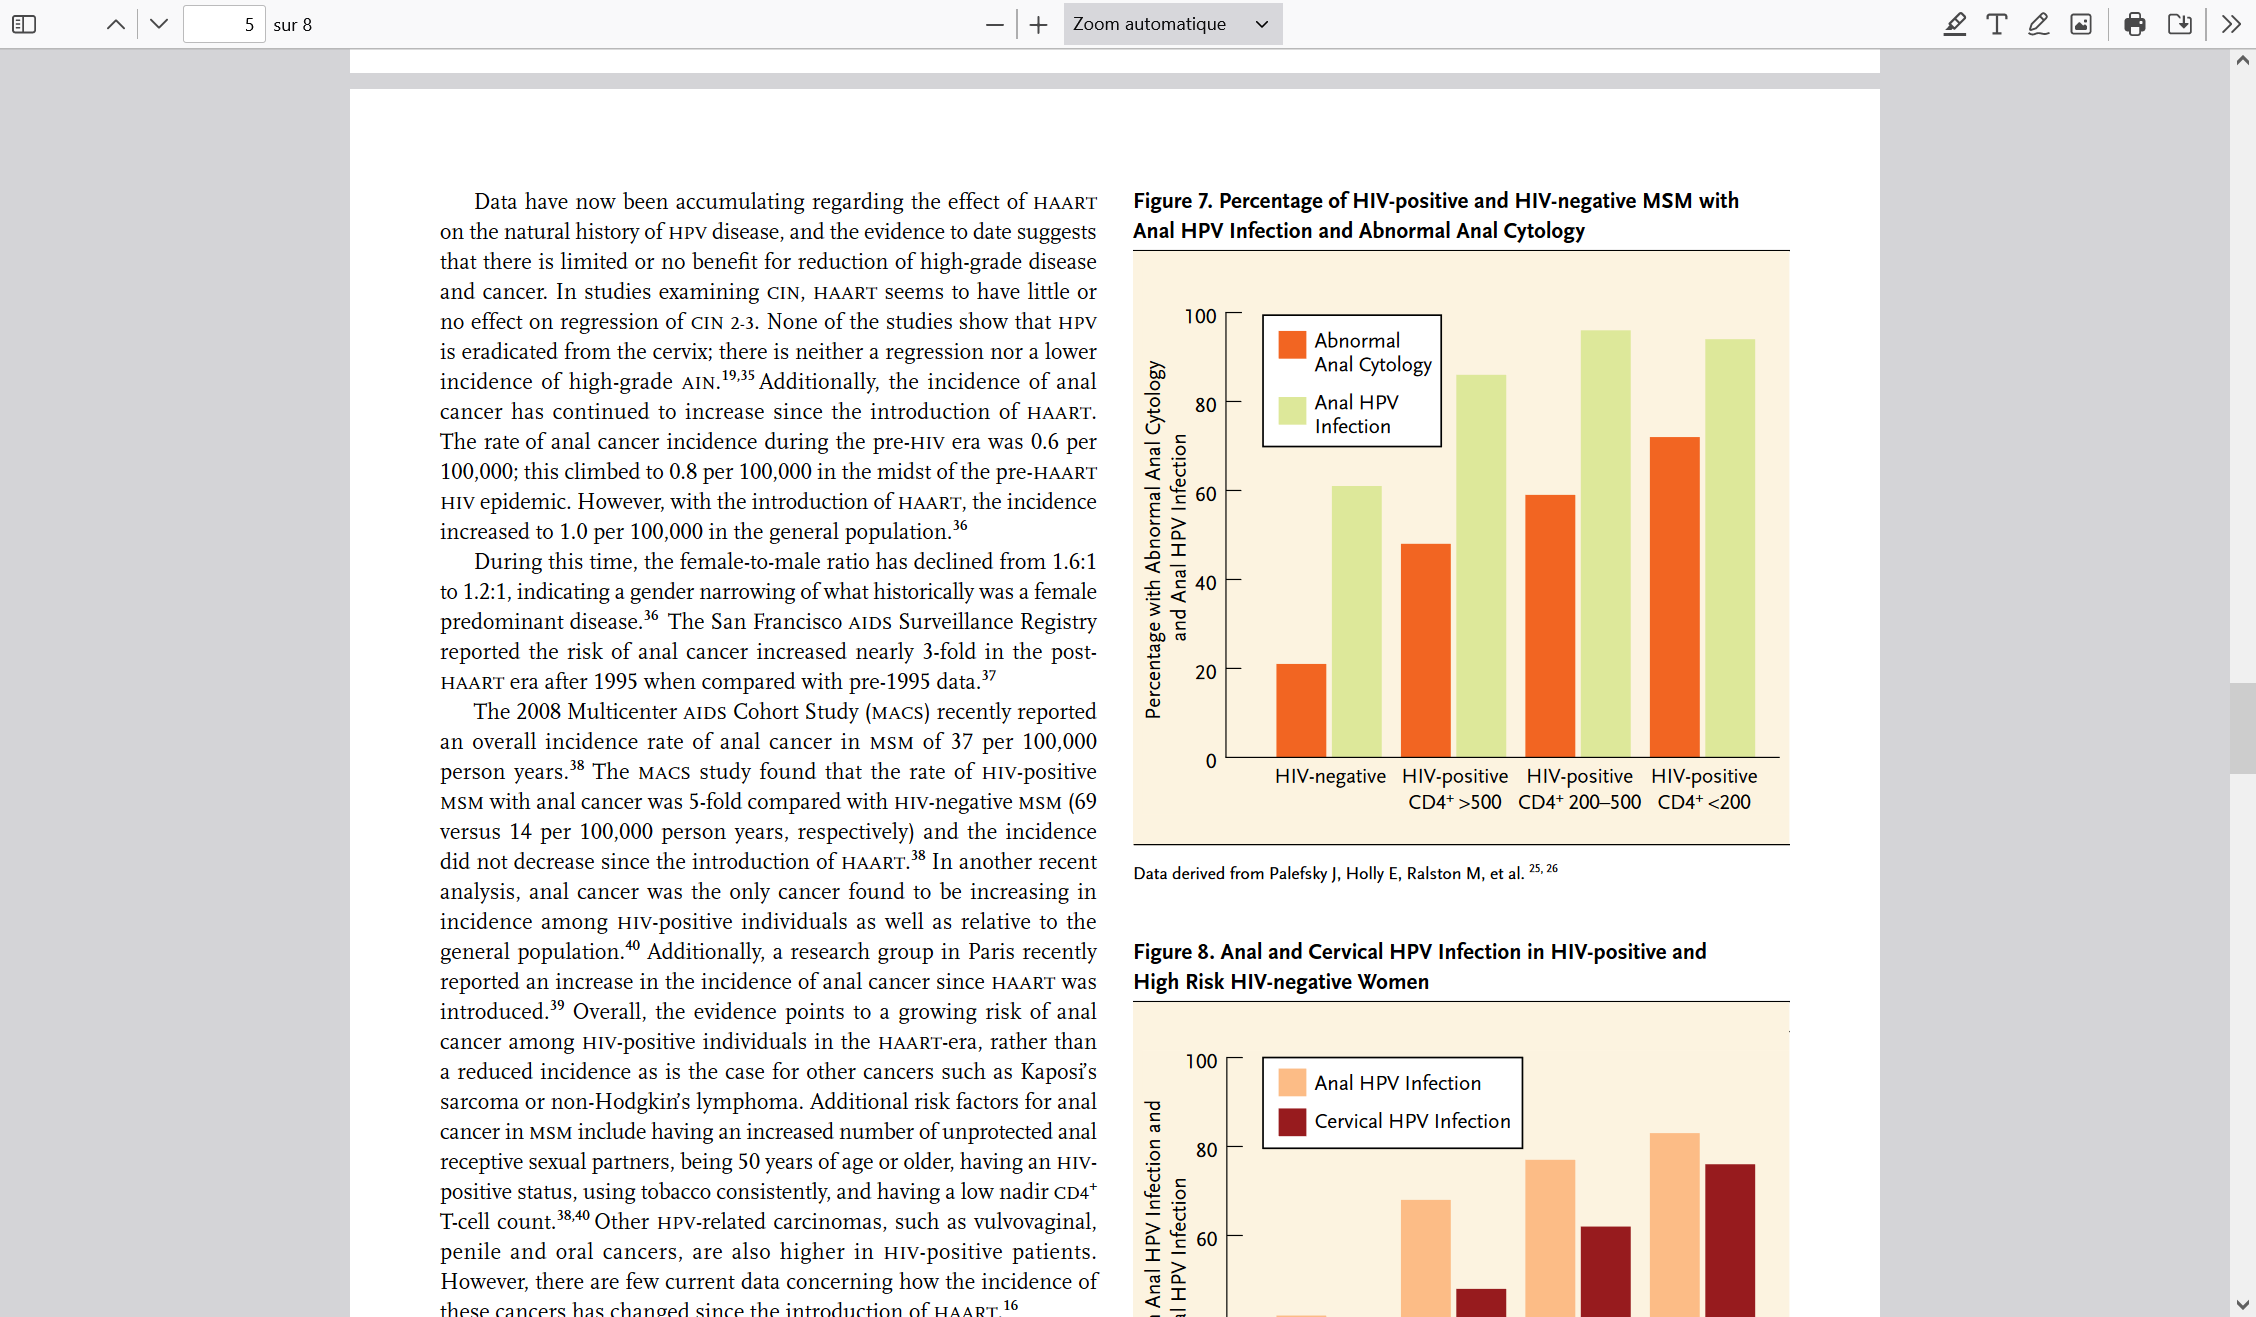 5 sur 8
Zoom automatique
Data have now been accumulating regarding the effect of HAART
on the natural history of HPV disease, and the evidence to date suggests
that there is limited or no benefit for reduction of high-grade disease
and cancer. In studies examining CIN, HAART seems to have little or
no effect on regression of CIN 2-3. None of the studies show that HPV
is eradicated from the cervix; there is neither a regression nor a lower
incidence of high-grade AIN.19,35 Additionally, the incidence of anal
cancer has continued to increase since the introduction of HAART.
The rate of anal cancer incidence during the pre-HIV era was 0.6 per
100,000; this climbed to 0.8 per 100,000 in the midst of the pre-HAART
HIV epidemic. However, with the introduction of HAART, the incidence
increased to 1.0 per 100,000 in the general population.36
During this time, the female-to-male ratio has declined from 1.6:1
to 1.2:1, indicating a gender narrowing of what historically was a female
predominant disease.36 The San Francisco AIDS Surveillance Registry
reported the risk of anal cancer increased nearly 3-fold in the post-
HAART era after 1995 when compared with pre-1995 data.37
The 2008 Multicenter AIDS Cohort Study (MACS) recently reported
an overall incidence rate of anal cancer in MSM of 37 per 100,000
person years.38 The MACS study found that the rate of HIV-positive
MSM with anal cancer was 5-fold compared with HIV-negative MSM (69
versus 14 per 100,000 person years, respectively) and the incidence
did not decrease since the introduction of HAART.38 In another recent
analysis, anal cancer was the only cancer found to be increasing in
incidence among HIV-positive individuals as well as relative to the
general population.40 Additionally, a research group in Paris recently
reported an increase in the incidence of anal cancer since HAART was
introduced.39 Overall, the evidence points to a growing risk of anal
cancer among HIV-positive individuals in the HAART-era, rather than
a reduced incidence as is the case for other cancers such as Kaposi's
sarcoma or non-Hodgkin's lymphoma. Additional risk factors for anal
cancer in MSM include having an increased number of unprotected anal
receptive sexual partners, being 50 years of age or older, having an HIV-
positive status, using tobacco consistently, and having a low nadir CD4+
T-cell count.38,40 Other HPV-related carcinomas, such as vulvovaginal,
penile and oral cancers, are also higher in HIV-positive patients.
However, there are few current data concerning how the incidence of
these cancers has changed since the introduction of HAART.16
Figure 7. Percentage of HIV-positive and HIV-negative MSM with
Anal HPV Infection and Abnormal Anal Cytology
Percentage with Abnormal Anal Cytology
and Anal HPV Infection
100
80
60
40
20
0
Abnormal
Anal Cytology
Anal HPV
Infection
HIV-negative HIV-positive HIV-positive HIV-positive
CD4+ >500 CD4+ 200–500 CD4+ <200
Data derived from Palefsky J, Holly E, Ralston M, et al. 25, 26
Figure 8. Anal and Cervical HPV Infection in HIV-positive and
High Risk HIV-negative Women
Anal HPV Infection and
HPV Infection
100
80
60
Anal HPV Infection
Cervical HPV Infection